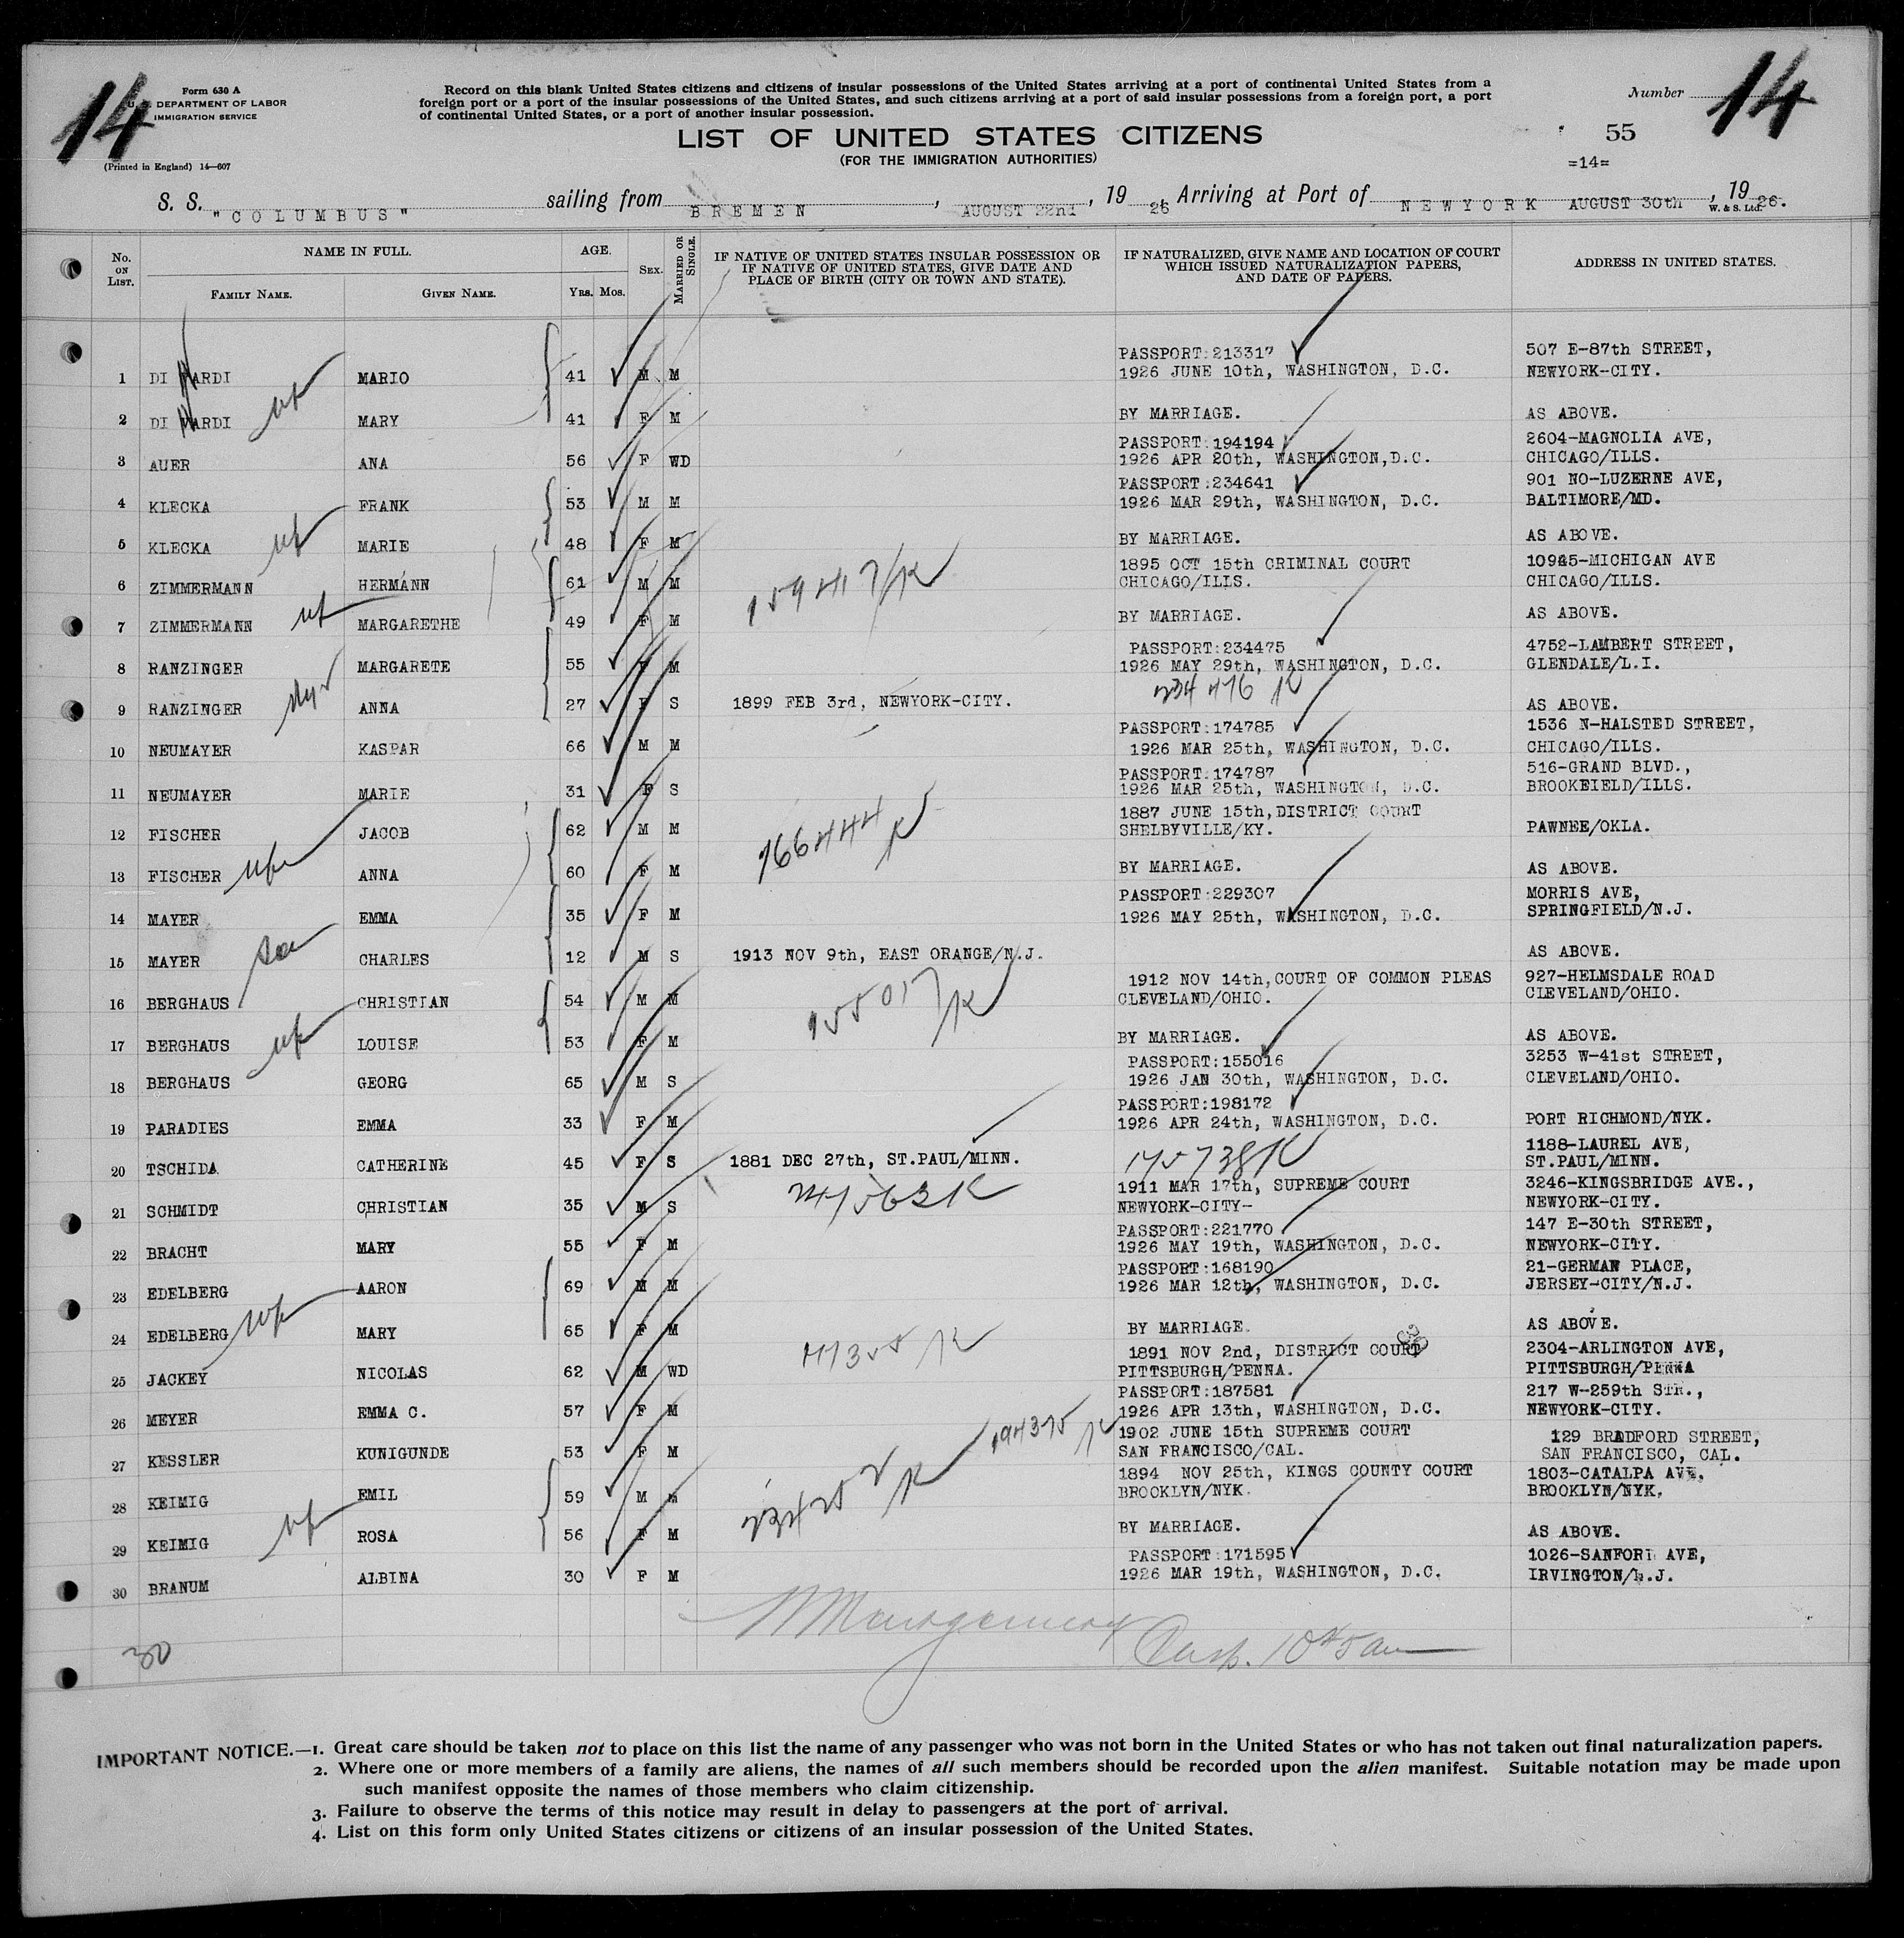 14
14
Form 630 A
U. S. DEPARTMENT OF LABOR
IMMIGRATION SERVICE
(Printed in England) 14—607
Record on this blank United States citizens and citizens of insular possessions of the United States arriving at a port of continental United States from a
foreign port or a port of the insular possessions of the United States, and such citizens arriving at a port of said insular possessions from a foreign port, a port
of continental United States, or a port of another insular possession.
Number
LIST OF UNITED STATES CITIZENS
(FOR THE IMMIGRATION AUTHORITIES)
55
=14=
S. S. "COLUMBUS" sailing from BREMEN, AUGUST 22nd, 1926, Arriving at Port of NEWYORK AUGUST 30th, 1926.
W. & S. Ltd.
No. ON LIST. NAME IN FULL. FAMILY NAME. GIVEN NAME. AGE. YRS. MOS. SEX. MARRIED OR SINGLE. IF NATIVE OF UNITED STATES INSULAR POSSESSION OR IF NATIVE OF UNITED STATES, GIVE DATE AND PLACE OF BIRTH (CITY OR TOWN AND STATE). IF NATURALIZED, GIVE NAME AND LOCATION OF COURT WHICH ISSUED NATURALIZATION PAPERS, AND DATE OF PAPERS. ADDRESS IN UNITED STATES.
PASSPORT:213317 507 E-87th STREET,
1 DI ARDI MARIO 41 M M 1926 JUNE 10th, WASHINGTON, D.C. NEWYORK-CITY.
2 DI ARDI MARY 41 F M BY MARRIAGE. AS ABOVE.
wf
PASSPORT:194194 2604-MAGNOLIA AVE,
3 AUER ANA 56 F WD 1926 APR 20th, WASHINGTON,D.C. CHICAGO/ILLS.
PASSPORT:234641 901 NO-LUZERNE AVE,
4 KLECKA FRANK 53 M M 1926 MAR 29th, WASHINGTON, D.C. BALTIMORE/MD.
5 KLECKA MARIE 48 F M BY MARRIAGE. AS ABOVE.
wf
1895 OCT 15th CRIMINAL COURT 10945-MICHIGAN AVE
6 ZIMMERMANN HERMANN 61 M M CHICAGO/ILLS. CHICAGO/ILLS.
7 ZIMMERMANN wf MARGARETHE 49 F M BY MARRIAGE. AS ABOVE.
PASSPORT:234475 4752-LAMBERT STREET,
8 RANZINGER MARGARETE 55 F M 1926 MAY 29th, WASHINGTON, D.C. GLENDALE/L.I.
234476 K
9 RANZINGER ANNA 27 F S 1899 FEB 3rd, NEWYORK-CITY. AS ABOVE.
PASSPORT:174785 1536 N-HALSTED STREET,
10 NEUMAYER KASPAR 66 M M 1926 MAR 25th, WASHINGTON, D.C. CHICAGO/ILLS.
PASSPORT:174787 516-GRAND BLVD.,
11 NEUMAYER MARIE 31 F S 1926 MAR 25th, WASHINGTON, D.C. BROOKFIELD/ILLS.
1887 JUNE 15th,DISTRICT COURT
12 FISCHER JACOB 62 M M 166444 K SHELBYVILLE/KY. PAWNEE/OKLA.
13 FISCHER wf ANNA 60 F M BY MARRIAGE. AS ABOVE.
PASSPORT:229307 MORRIS AVE,
14 MAYER EMMA 35 F M 1926 MAY 25th, WASHINGTON, D.C. SPRINGFIELD/N.J.
15 MAYER son CHARLES 12 M S 1913 NOV 9th, EAST ORANGE/N.J. AS ABOVE.
1912 NOV 14th,COURT OF COMMON PLEAS 927-HELMSDALE ROAD
16 BERGHAUS CHRISTIAN 54 M M 155017/K CLEVELAND/OHIO. CLEVELAND/OHIO.
17 BERGHAUS wf LOUISE 53 F M BY MARRIAGE. AS ABOVE.
PASSPORT:155016 3253 W-41st STREET,
18 BERGHAUS GEORG 65 M S 1926 JAN 30th, WASHINGTON, D.C. CLEVELAND/OHIO.
PASSPORT:198172
19 PARADIES EMMA 33 F M 1926 APR 24th, WASHINGTON, D.C. PORT RICHMOND/NYK.
1188-LAUREL AVE,
20 TSCHIDA CATHERINE 45 F S 1881 DEC 27th, ST.PAUL/MINN. ST.PAUL/MINN.
1911 MAR 17th, SUPREME COURT 3246-KINGSBRIDGE AVE.,
21 SCHMIDT CHRISTIAN 35 M S NEWYORK-CITY- NEWYORK-CITY.
PASSPORT:221770 147 E-30th STREET,
22 BRACHT MARY 55 F M 1926 MAY 19th, WASHINGTON, D.C. NEWYORK-CITY.
PASSPORT:168190 21-GERMAN PLACE,
23 EDELBERG AARON 69 M M 1926 MAR 12th, WASHINGTON, D.C. JERSEY-CITY/N.J.
24 EDELBERG wf MARY 65 F M BY MARRIAGE. AS ABOVE.
1891 NOV 2nd, DISTRICT COURT 2304-ARLINGTON AVE,
25 JACKEY NICOLAS 62 M WD PITTSBURGH/PENNA. PITTSBURGH/PENNA
PASSPORT:187581 217 W-259th STR.,
26 MEYER EMMA C. 57 F M 1926 APR 13th, WASHINGTON, D.C. NEWYORK-CITY.
1902 JUNE 15th SUPREME COURT 129 BRADFORD STREET,
27 KESSLER KUNIGUNDE 53 F M SAN FRANCISCO/CAL. SAN FRANCISCO, CAL.
1894 NOV 25th, KINGS COUNTY COURT 1803-CATALPA AVE.
28 KEIMIG EMIL 59 M M BROOKLYN/NYK. BROOKLYN/NYK.
29 KEIMIG wf ROSA 56 F M BY MARRIAGE. AS ABOVE.
PASSPORT:171595 1026-SANFORD AVE,
30 BRANUM ALBINA 30 F M 1926 MAR 19th, WASHINGTON, D.C. IRVINGTON/N.J.
30
IMPORTANT NOTICE.—1. Great care should be taken not to place on this list the name of any passenger who was not born in the United States or who has not taken out final naturalization papers.
2. Where one or more members of a family are aliens, the names of all such members should be recorded upon the alien manifest. Suitable notation may be made upon
such manifest opposite the names of those members who claim citizenship.
3. Failure to observe the terms of this notice may result in delay to passengers at the port of arrival.
4. List on this form only United States citizens or citizens of an insular possession of the United States.